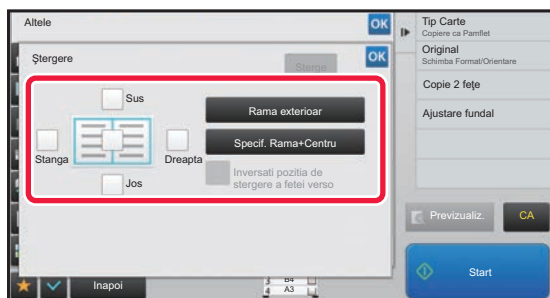 Altele
OK
Ştergere
OK
Sterge
Sus
Stanga
Dreapta
Jos
Rama exterioar
Specif. Rama+Centru
Inversati pozitia de
stergere a fetei verso
Inapoi
B4
4 A3
Tip Carte
Copiere ca Pamflet
Original
Schimba Format/Orientare
Copie 2 feţe
Ajustare fundal
Previzualiz.
CA
Start